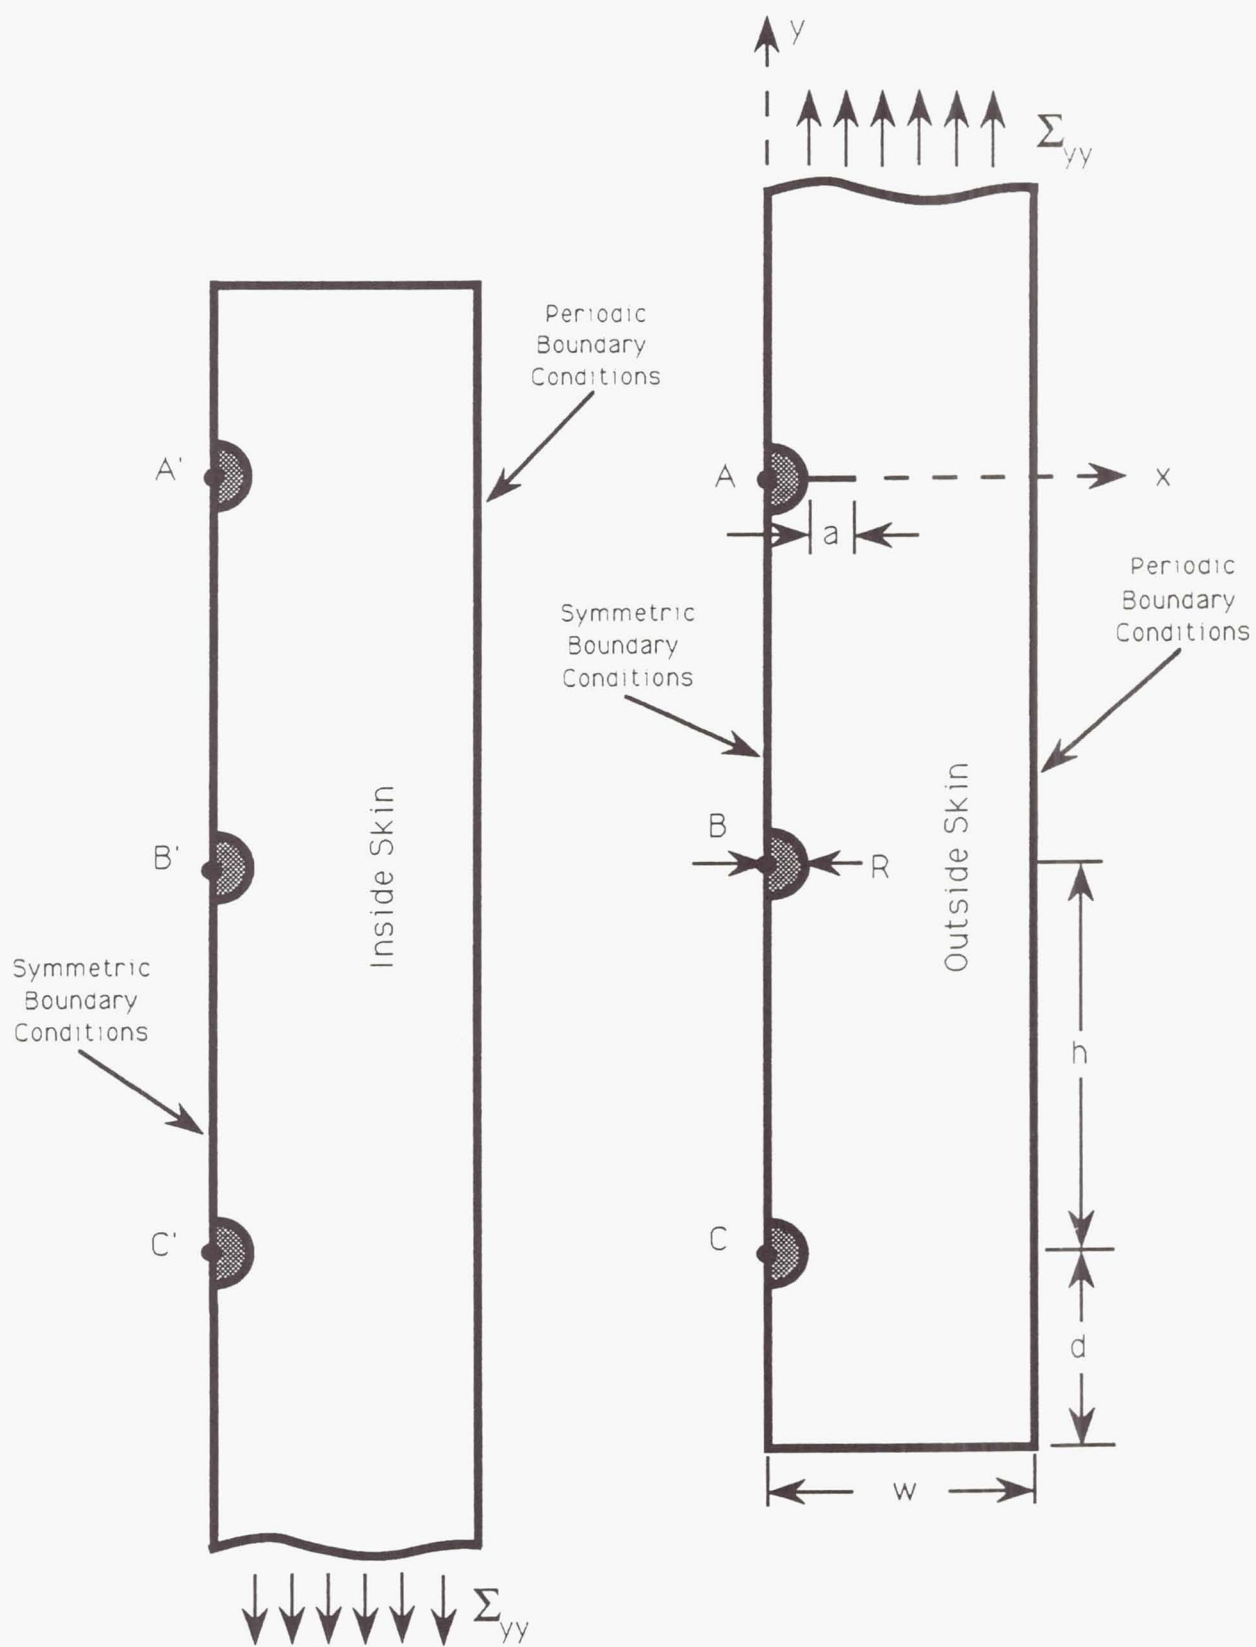 y
Σyy
Periodic
Boundary
Conditions
A'
A
x
a
Periodic
Boundary
Conditions
Symmetric
Boundary
Conditions
B'
B
R
Inside Skin
Outside Skin
Symmetric
Boundary
Conditions
h
C'
C
d
w
Σyy